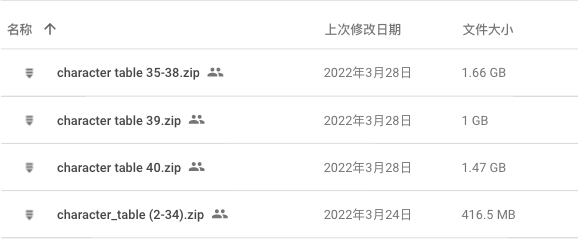 名称 上次修改日期 文件大小
character table 35-38.zip 2022年3月28日 1.66 GB
character table 39.zip 2022年3月28日 1 GB
character table 40.zip 2022年3月28日 1.47 GB
character_table (2-34).zip 2022年3月24日 416.5 MB